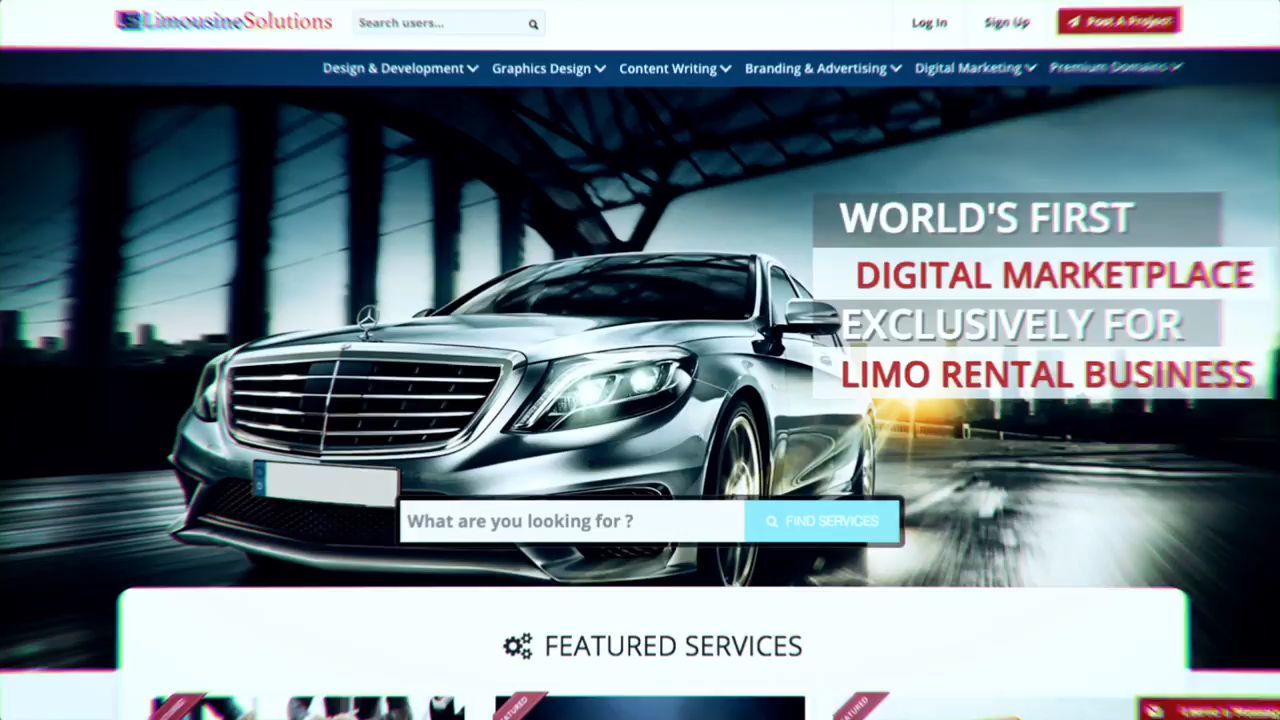 LimousineSolutions
Search users...
Log In
Sign Up
Post A Project
Design & Development
Graphics Design
Content Writing
Branding & Advertising
Digital Marketing
Premium Domains
WORLD'S FIRST
DIGITAL MARKETPLACE
EXCLUSIVELY FOR
LIMO RENTAL BUSINESS
What are you looking for ?
FIND SERVICES
FEATURED SERVICES
FEATURED
FEATURED